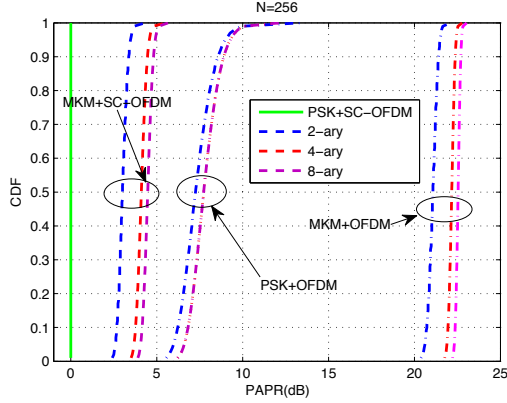 N=256
1
0.9
0.8
0.7
0.6
0.5
0.4
0.3
0.2
0.1
0
CDF
MKM+SC-OFDM
PSK+SC-OFDM
2-ary
4-ary
8-ary
MKM+OFDM
PSK+OFDM
0
5
10
15
20
25
PAPR(dB)